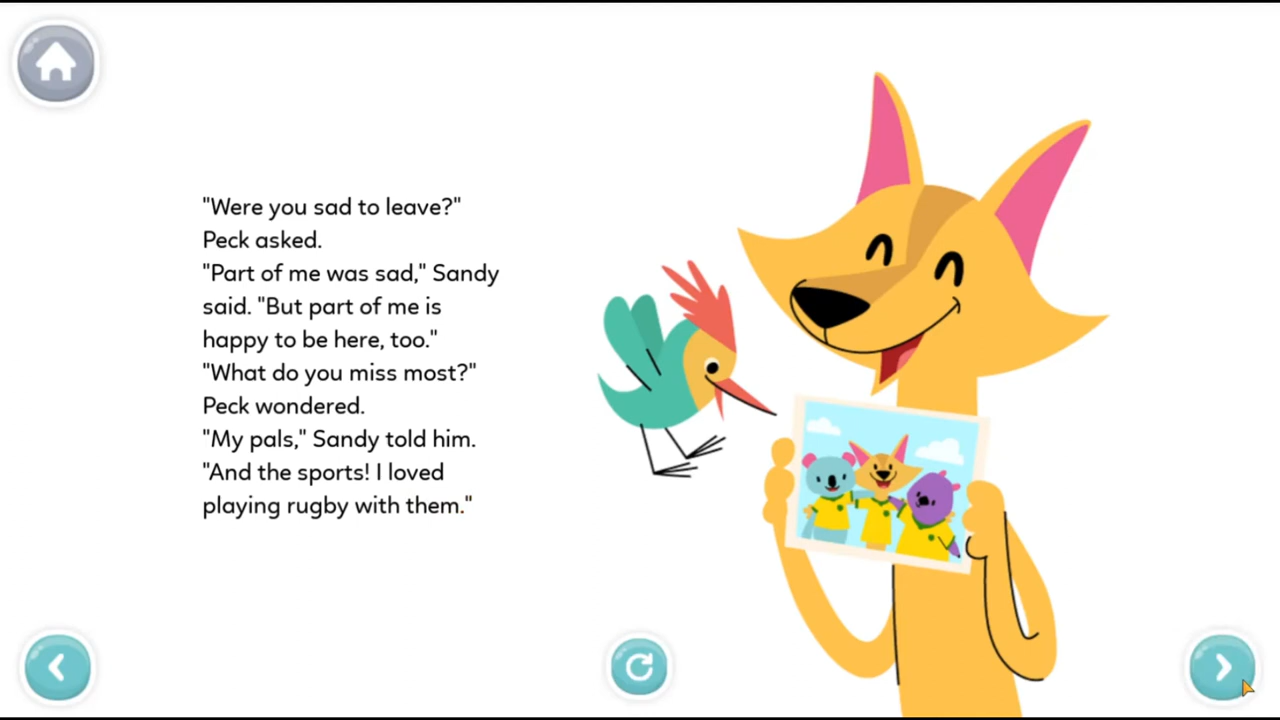 "Were you sad to leave?"
Peck asked.
"Part of me was sad," Sandy
said. "But part of me is
happy to be here, too."
"What do you miss most?"
Peck wondered.
"My pals," Sandy told him.
"And the sports! I loved
playing rugby with them."